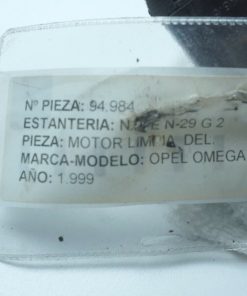 Nº PIEZA: 94.984
ESTANTERIA: N-29 G 2
PIEZA: MOTOR LIMPIA DEL.
MARCA-MODELO: OPEL OMEGA
AÑO: 1.999